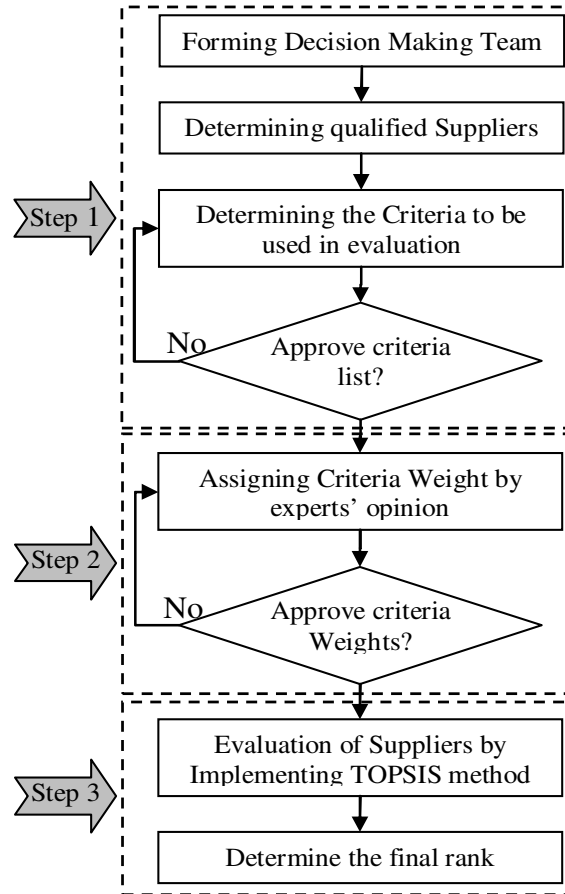 Forming Decision Making Team
Determining qualified Suppliers
Step 1
Determining the Criteria to be
used in evaluation
No
Approve criteria
list?
Assigning Criteria Weight by
experts' opinion
Step 2
No
Approve criteria
Weights?
Evaluation of Suppliers by
Implementing TOPSIS method
Step 3
Determine the final rank